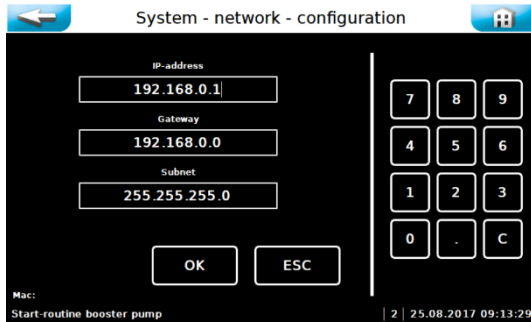 System - network - configuration
IP-address
192.168.0.1
Gateway
192.168.0.0
Subnet
255.255.255.0
OK ESC
7 8 9
4 5 6
1 2 3
0 . C
Mac:
Start-routine booster pump 2 25.08.2017 09:13:29